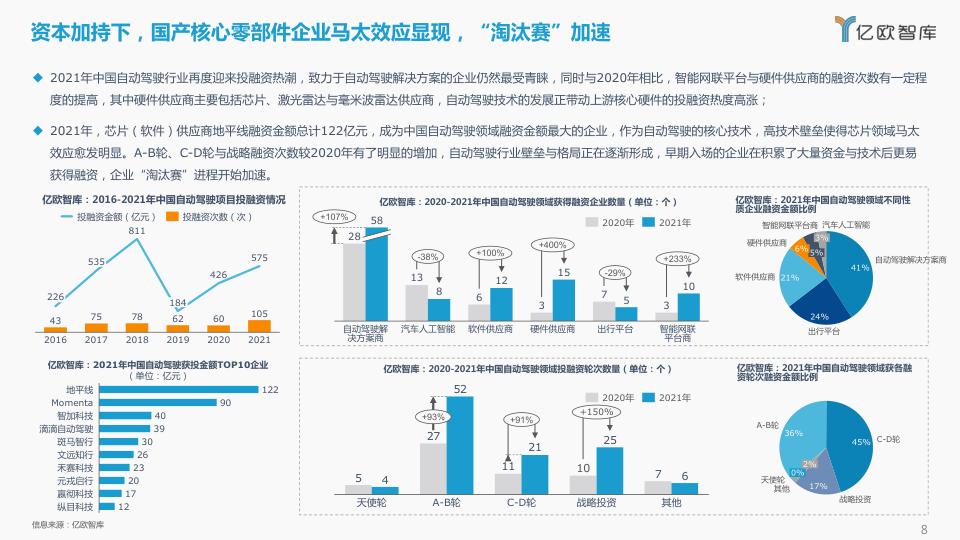 资本加持下，国产核心零部件企业马太效应显现，“淘汰赛”加速
亿欧智库
◆ 2021年中国自动驾驶行业再度迎来投融资热潮，致力于自动驾驶解决方案的企业仍然最受青睐，同时与2020年相比，智能网联平台与硬件供应商的融资次数有一定程
度的提高，其中硬件供应商主要包括芯片、激光雷达与毫米波雷达供应商，自动驾驶技术的发展正带动上游核心硬件的投融资热度高涨；
◆ 2021年，芯片（软件）供应商地平线融资金额总计122亿元，成为中国自动驾驶领域融资金额最大的企业，作为自动驾驶的核心技术，高技术壁垒使得芯片领域马太
效应愈发明显。A-B轮、C-D轮与战略融资次数较2020年有了明显的增加，自动驾驶行业壁垒与格局正在逐渐形成，早期入场的企业在积累了大量资金与技术后更易
获得融资，企业“淘汰赛”进程开始加速。
亿欧智库：2016-2021年中国自动驾驶项目投融资情况
投融资金额（亿元） 投融资次数（次）
811
535
575
426
226
184
43 75 78 62 60 105
2016 2017 2018 2019 2020 2021
亿欧智库：2020-2021年中国自动驾驶领域获得融资企业数量（单位：个）
2020年 2021年
+107% -38% +100% +400% -29% +233%
28 58 13 8 6 12 3 15 7 5 3 10
自动驾驶解 汽车人工智能 软件供应商 硬件供应商 出行平台 智能网联
决方案商 平台商
亿欧智库：2021年中国自动驾驶领域不同性
质企业融资金额比例
智能网联平台商 汽车人工智能
硬件供应商
自动驾驶解决方案商
软件供应商
出行平台
3%
6% 5%
41%
21%
24%
亿欧智库：2021年中国自动驾驶获投金额TOP10企业
（单位：亿元）
地平线 122
Momenta 90
智加科技 40
滴滴自动驾驶 39
斑马智行 30
文远知行 26
禾赛科技 23
元戎启行 20
嬴彻科技 17
纵目科技 12
亿欧智库：2020-2021年中国自动驾驶领域投融资轮次数量（单位：个）
2020年 2021年
+93% +91% +150%
5 4 27 52 11 21 10 25 7 6
天使轮 A-B轮 C-D轮 战略投资 其他
亿欧智库：2021年中国自动驾驶领域获各融
资轮次融资金额比例
A-B轮
C-D轮
天使轮
其他
战略投资
36%
45%
2%
0%
17%
信息来源：亿欧智库
8